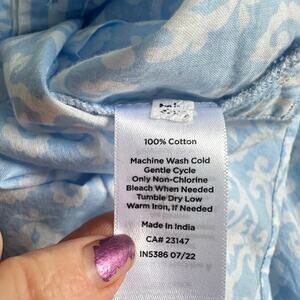 100% Cotton
Machine Wash Cold
Gentle Cycle
Only Non-Chlorine
Bleach When Needed
Tumble Dry Low
Warm Iron, If Needed
Made In India
CA# 23147
IN5386 07/22